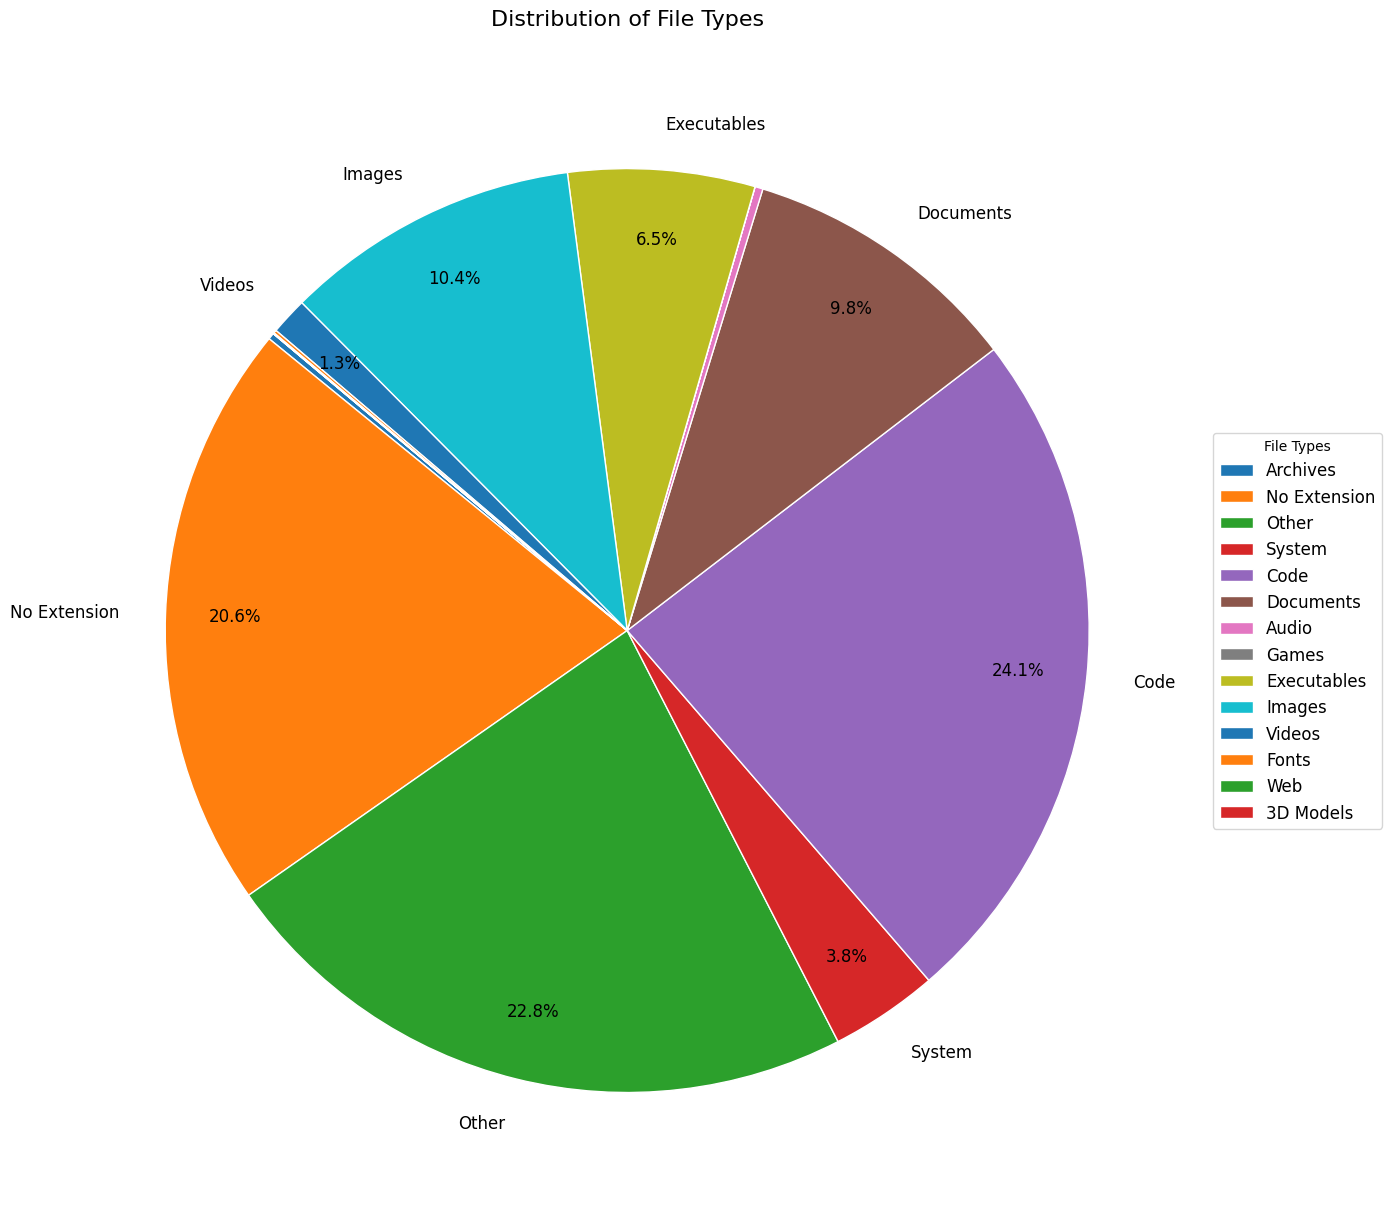 Distribution of File Types
Executables
Images
Documents
Videos
6.5%
10.4%
9.8%
1.3%
No Extension
20.6%
24.1%
Code
22.8%
3.8%
System
Other
File Types
Archives
No Extension
Other
System
Code
Documents
Audio
Games
Executables
Images
Videos
Fonts
Web
3D Models